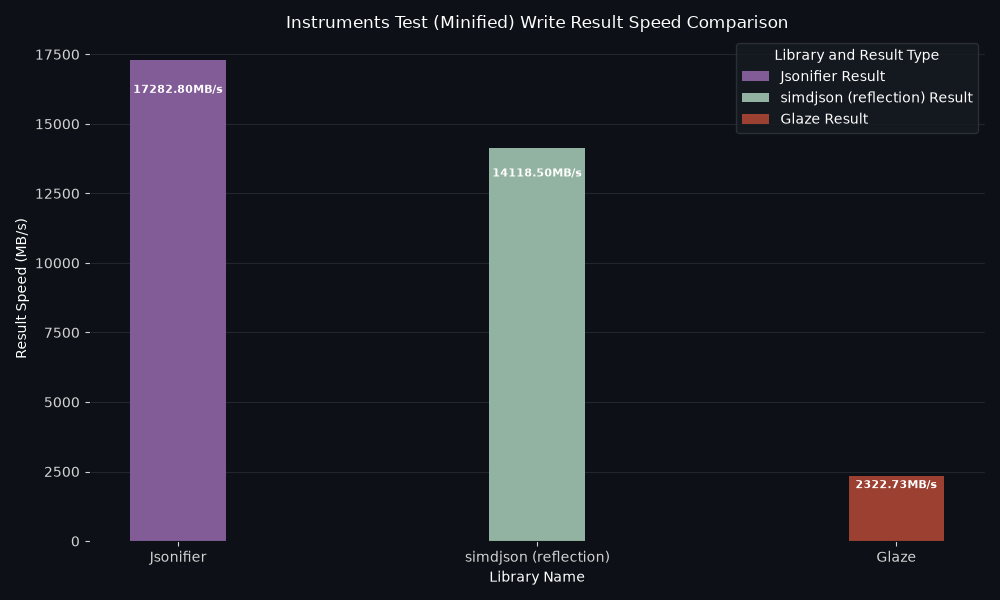 Instruments Test (Minified) Write Result Speed Comparison
Library and Result Type
Jsonifier Result
simdjson (reflection) Result
Glaze Result
Result Speed (MB/s)
17500
15000
12500
10000
7500
5000
2500
0
17282.80MB/s
14118.50MB/s
2322.73MB/s
Jsonifier
simdjson (reflection)
Glaze
Library Name